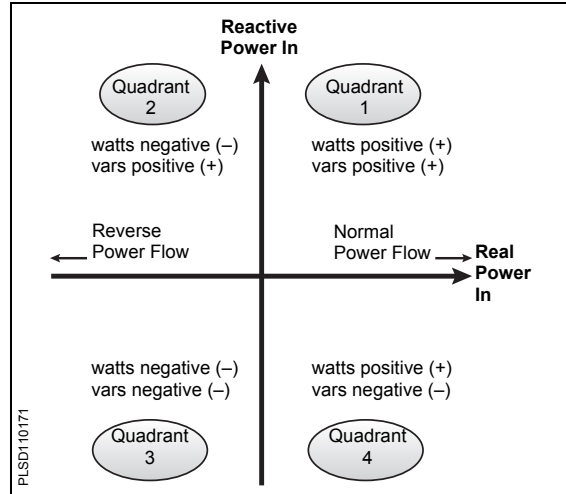 Reactive
Power In
Quadrant
2
Quadrant
1
watts negative (–)
vars positive (+)
watts positive (+)
vars positive (+)
Reverse
Power Flow
Normal
Power Flow
Real
Power
In
watts negative (–)
vars negative (–)
watts positive (+)
vars negative (–)
Quadrant
3
Quadrant
4
PLSD110171